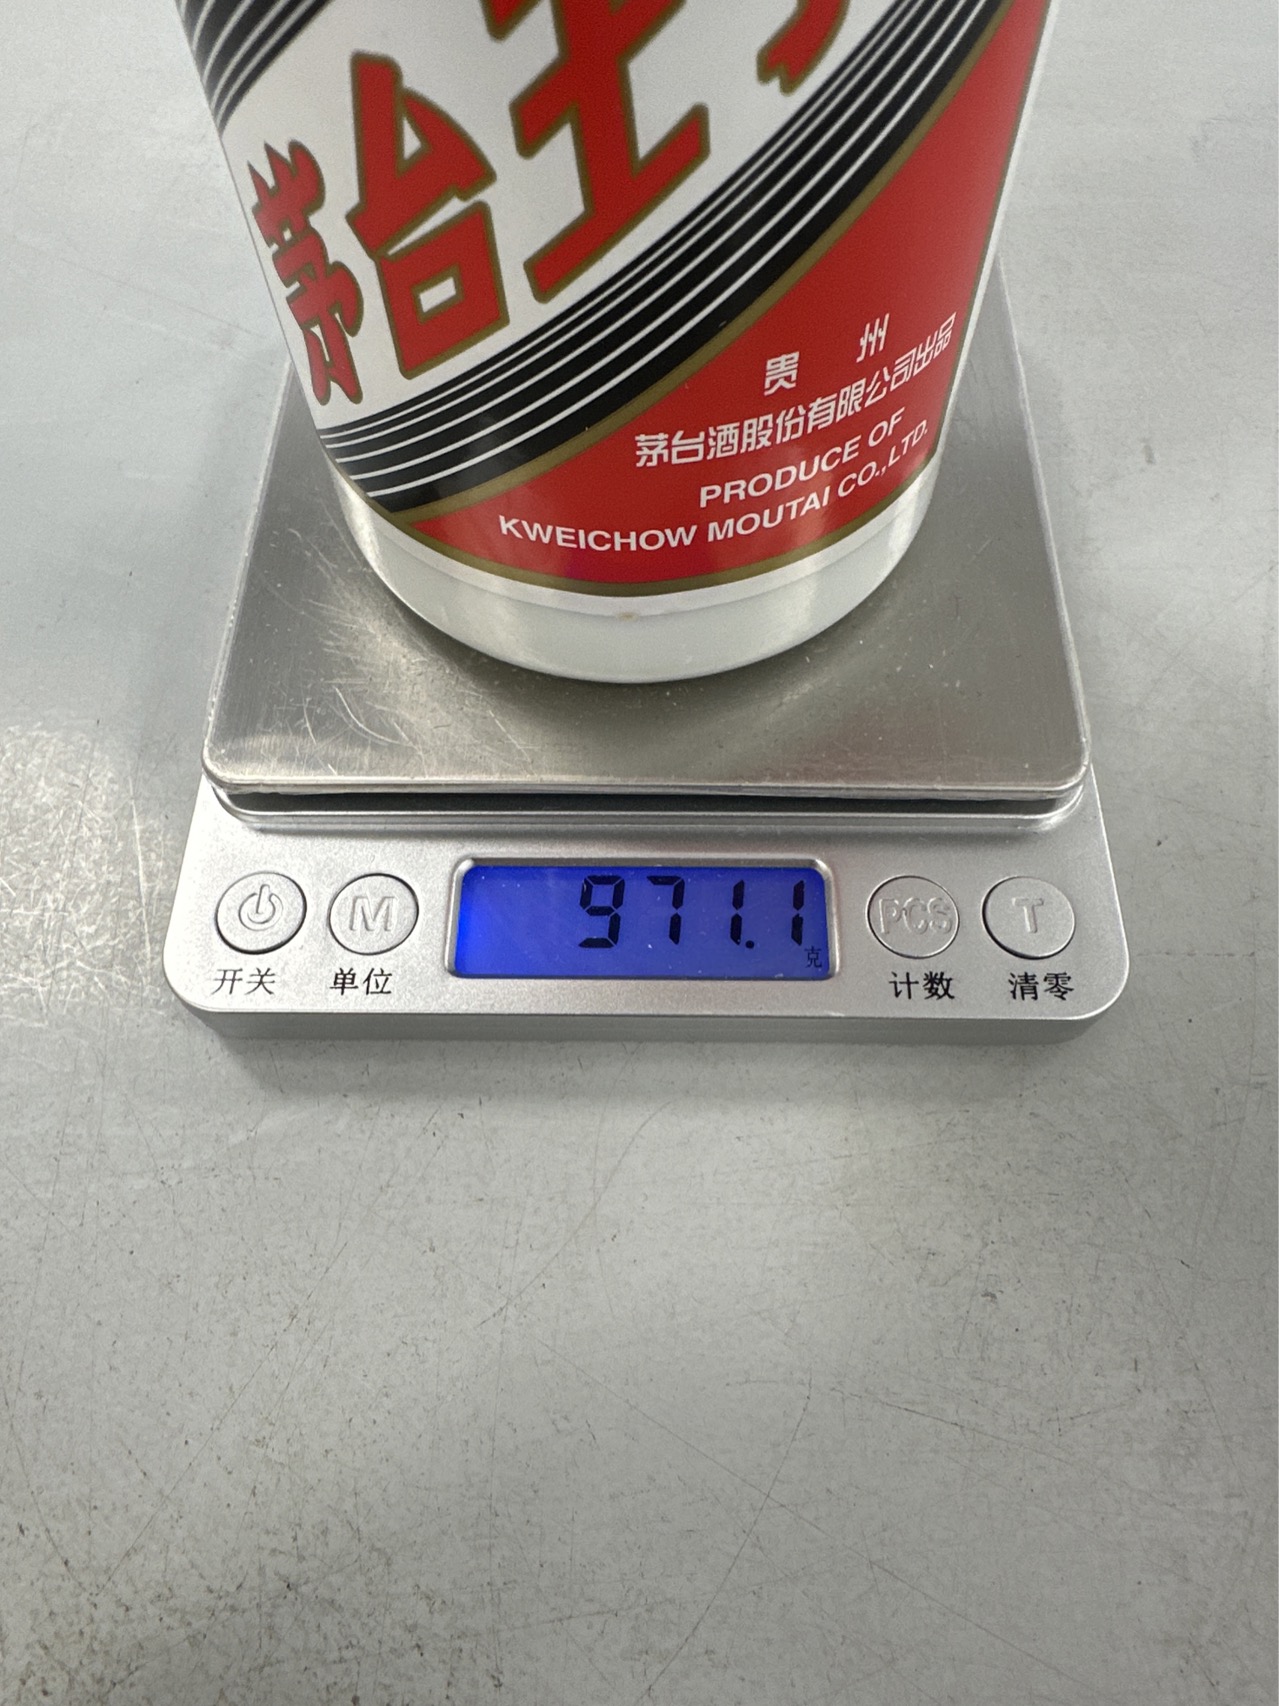 茅台王
贵州
茅台酒股份有限公司出品
PRODUCE OF
KWEICHOW MOUTAI CO.,LTD.
M
971.1
克
PCS
T
开关
单位
计数
清零